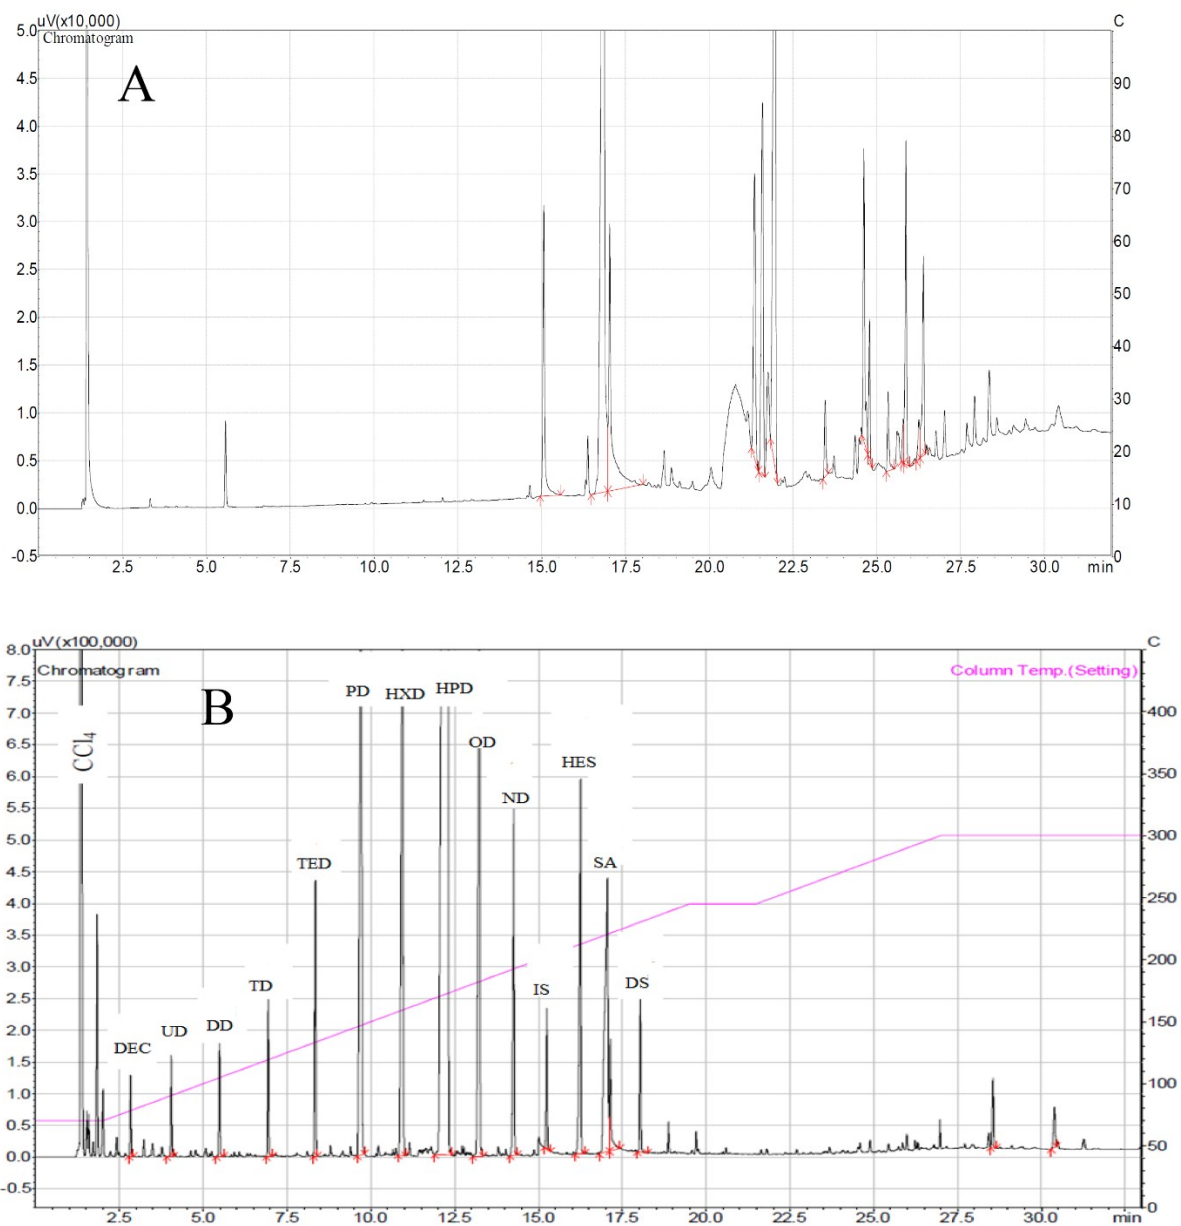 uV(x10,000)
C
Chromatogram
A
5.0
4.5
4.0
3.5
3.0
2.5
2.0
1.5
1.0
0.5
0.0
-0.5
90
80
70
60
50
40
30
20
10
0
2.5 5.0 7.5 10.0 12.5 15.0 17.5 20.0 22.5 25.0 27.5 30.0 min
uV(x100,000)
C
Chromatogram
Column Temp.(Setting)
B
8.0
7.5
7.0
6.5
6.0
5.5
5.0
4.5
4.0
3.5
3.0
2.5
2.0
1.5
1.0
0.5
0.0
-0.5
CCl4
DEC
UD
DD
TD
TED
PD
HXD
HPD
OD
ND
IS
HES
SA
DS
400
350
300
250
200
150
100
50
0
2.5 5.0 7.5 10.0 12.5 15.0 17.5 20.0 22.5 25.0 27.5 30.0 min